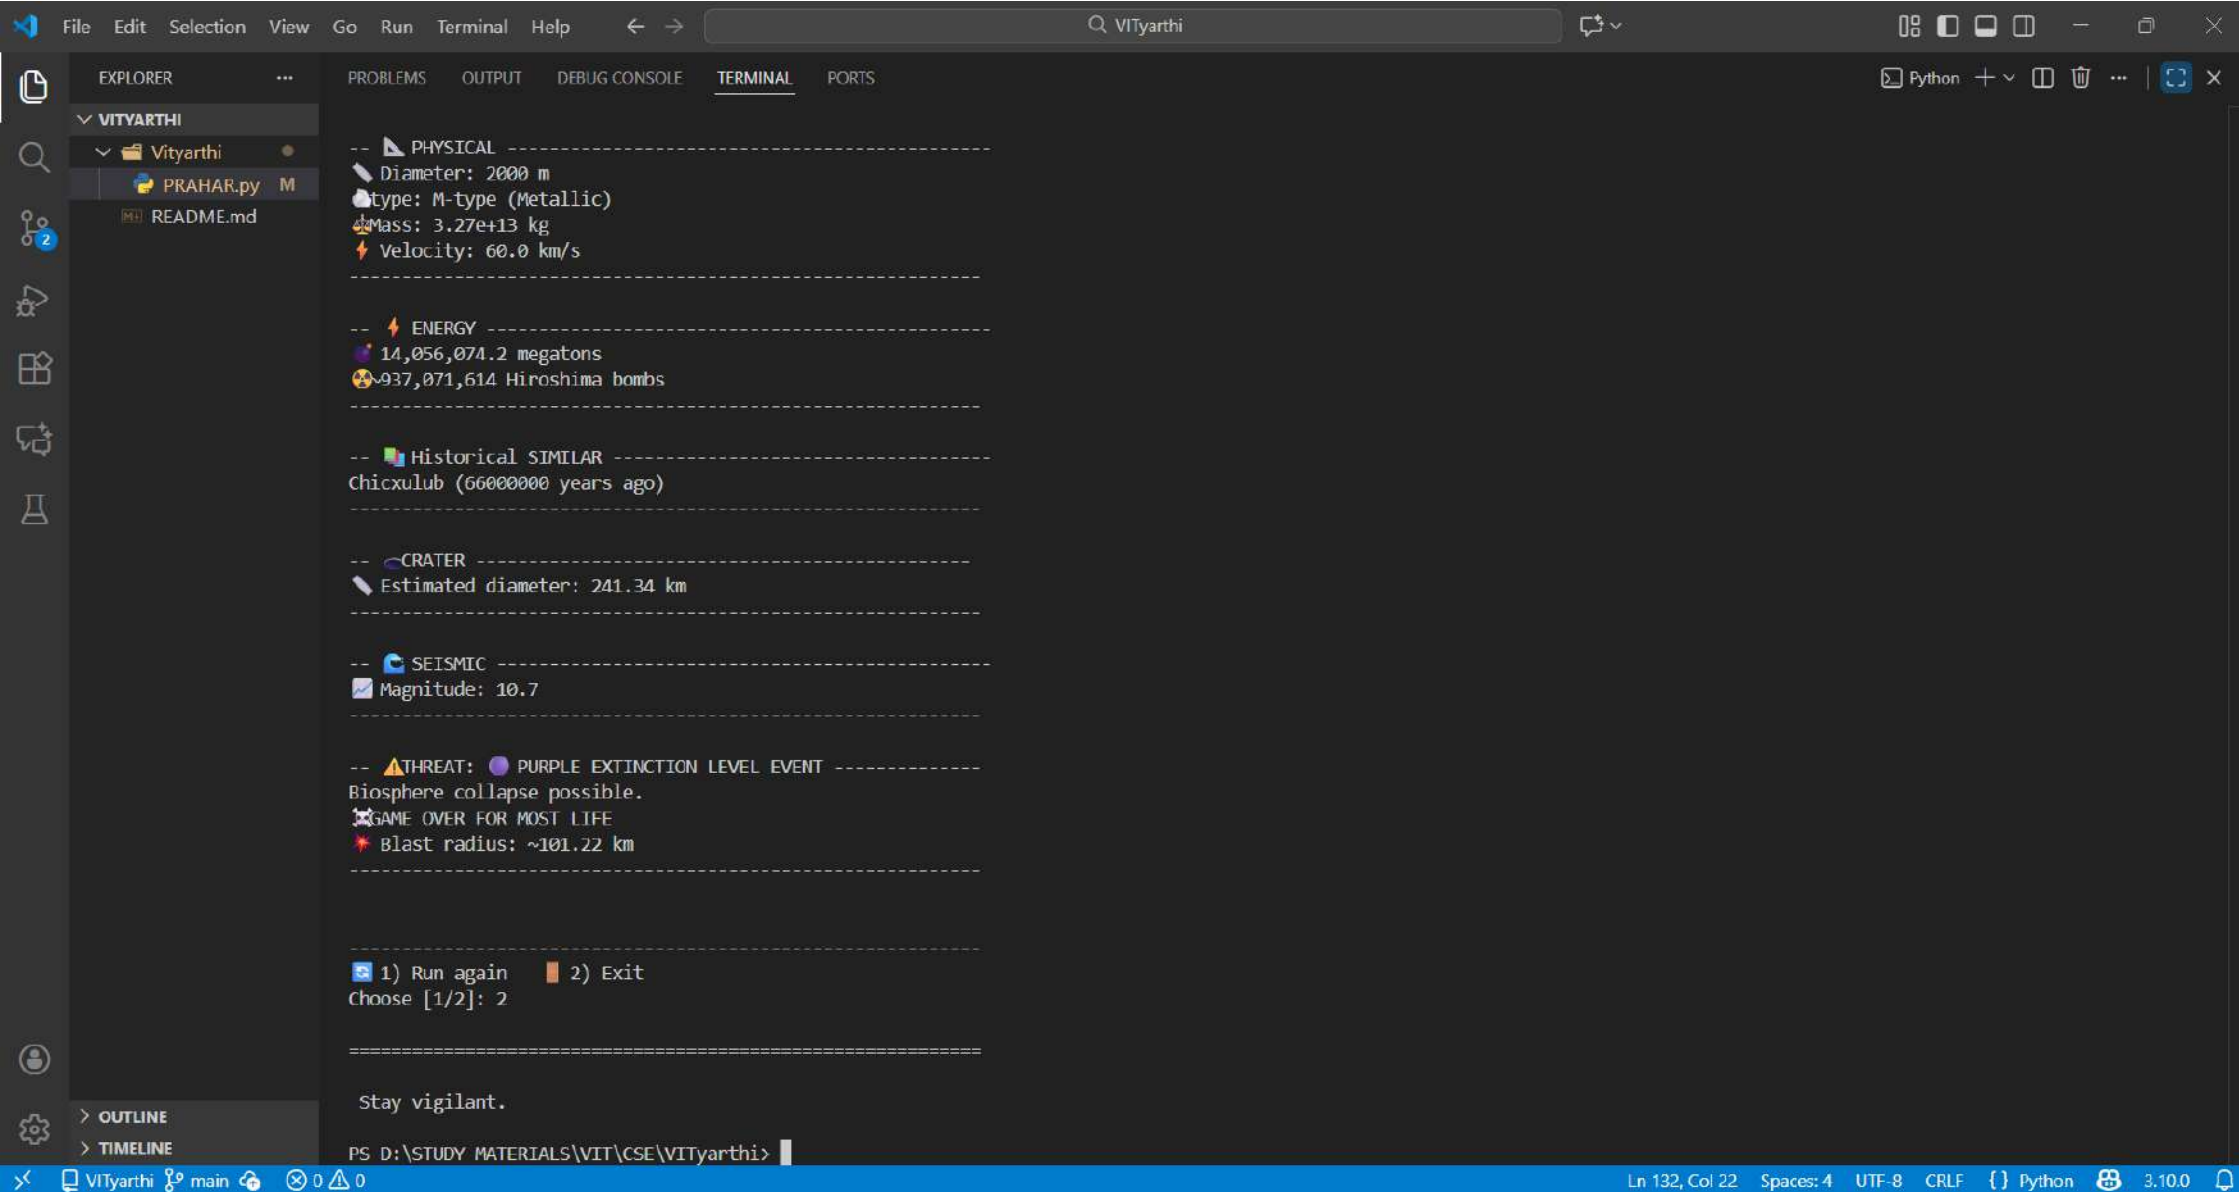 File Edit Selection View Go Run Terminal Help VITyarthi
EXPLORER ...
PROBLEMS OUTPUT DEBUG CONSOLE TERMINAL PORTS
Python
VITYARTHI
Vityarthi
PRAHAR.py M
README.md
2
-- 📐 PHYSICAL ----------------------------------------------
📏 Diameter: 2000 m
🪨type: M-type (Metallic)
⚖Mass: 3.27e+13 kg
⚡ Velocity: 60.0 km/s
------------------------------------------------------------
-- ⚡ ENERGY ------------------------------------------------
💣 14,056,074.2 megatons
☢~937,071,614 Hiroshima bombs
------------------------------------------------------------
-- 📚 Historical SIMILAR ------------------------------------
Chicxulub (66000000 years ago)
------------------------------------------------------------
-- 🕳CRATER -----------------------------------------------
📏 Estimated diameter: 241.34 km
------------------------------------------------------------
-- 🌊 SEISMIC -----------------------------------------------
📈 Magnitude: 10.7
------------------------------------------------------------
-- ⚠THREAT: 🟣 PURPLE EXTINCTION LEVEL EVENT --------------
Biosphere collapse possible.
☠GAME OVER FOR MOST LIFE
💥 Blast radius: ~101.22 km
------------------------------------------------------------
------------------------------------------------------------
🔄 1) Run again 🚪 2) Exit
Choose [1/2]: 2
============================================================
Stay vigilant.
PS D:\STUDY MATERIALS\VIT\CSE\VITyarthi>
OUTLINE
TIMELINE
VITyarthi main 0 0
Ln 132, Col 22 Spaces: 4 UTF-8 CRLF {} Python 3.10.0